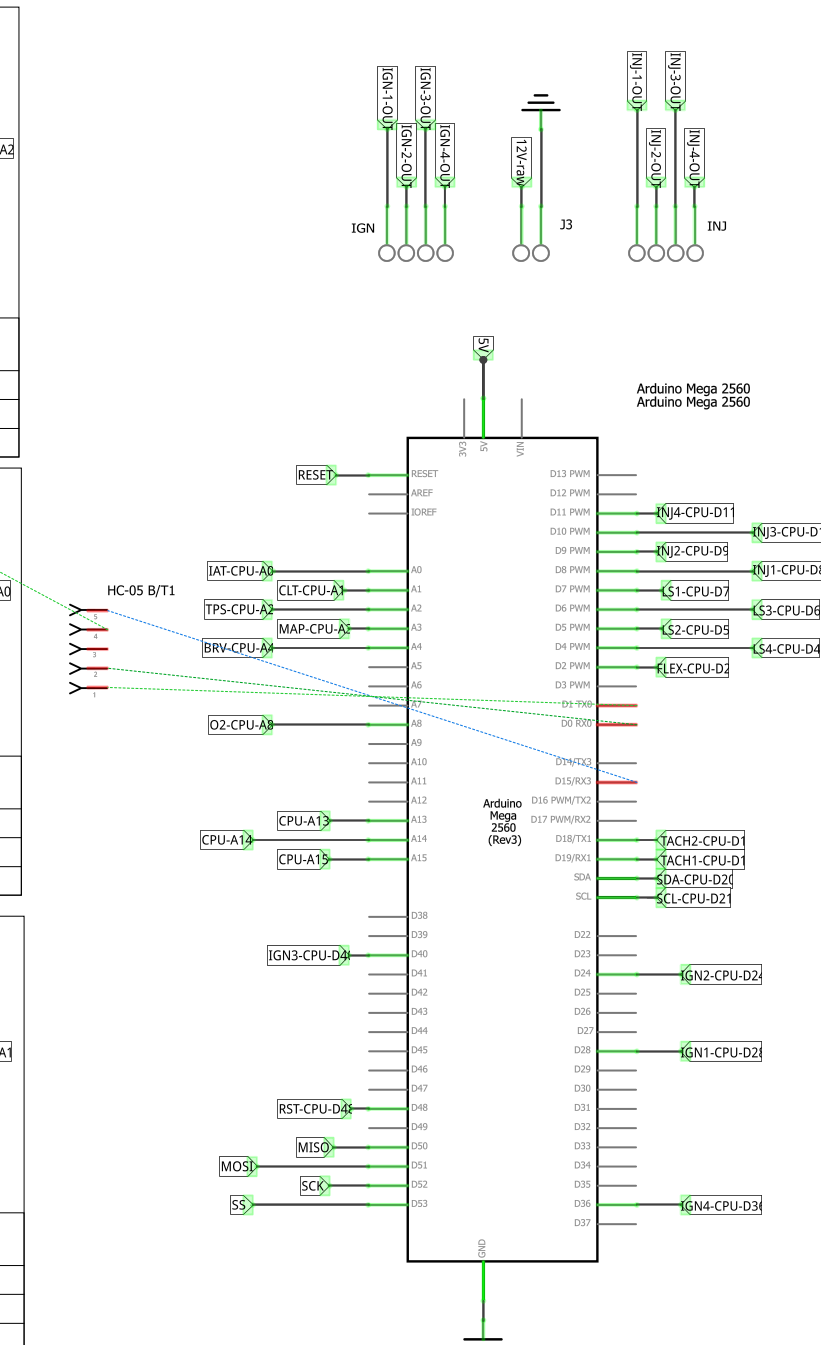 IGN-1-OUT
IGN-3-OUT
INJ-1-OUT
INJ-3-OUT
IGN-2-OUT
IGN-4-OUT
12V-raw
INJ-2-OUT
INJ-4-OUT
A2
IGN
J3
INJ
5V
Arduino Mega 2560
Arduino Mega 2560
3V3
5V
VIN
RESET
RESET
D13 PWM
AREF
D12 PWM
IOREF
D11 PWM
INJ4-CPU-D11
D10 PWM
INJ3-CPU-D1
D9 PWM
INJ2-CPU-D9
IAT-CPU-A0
A0
D8 PWM
INJ1-CPU-D8
A0
HC-05 B/T1
CLT-CPU-A1
A1
D7 PWM
LS1-CPU-D7
5
TPS-CPU-A2
A2
D6 PWM
LS3-CPU-D6
4
MAP-CPU-A3
A3
D5 PWM
LS2-CPU-D5
3
BRV-CPU-A4
A4
D4 PWM
LS4-CPU-D4
2
A5
D2 PWM
FLEX-CPU-D2
1
A6
D3 PWM
A7
D1 TX0
O2-CPU-A8
A8
D0 RX0
A9
A10
D14/TX3
A11
D15/RX3
A12
D16 PWM/TX2
Arduino
Mega
2560
(Rev3)
CPU-A13
A13
D17 PWM/RX2
CPU-A14
A14
D18/TX1
TACH2-CPU-D1
CPU-A15
A15
D19/RX1
TACH1-CPU-D1
SDA
SDA-CPU-D20
SCL
SCL-CPU-D21
D38
D39
D22
IGN3-CPU-D40
D40
D23
D41
D24
IGN2-CPU-D24
D42
D25
D43
D26
D44
D27
A1
D45
D28
IGN1-CPU-D28
D46
D29
D47
D30
RST-CPU-D48
D48
D31
D49
D32
MISO
D50
D33
MOSI
D51
D34
SCK
D52
D35
SS
D53
D36
IGN4-CPU-D36
D37
GND